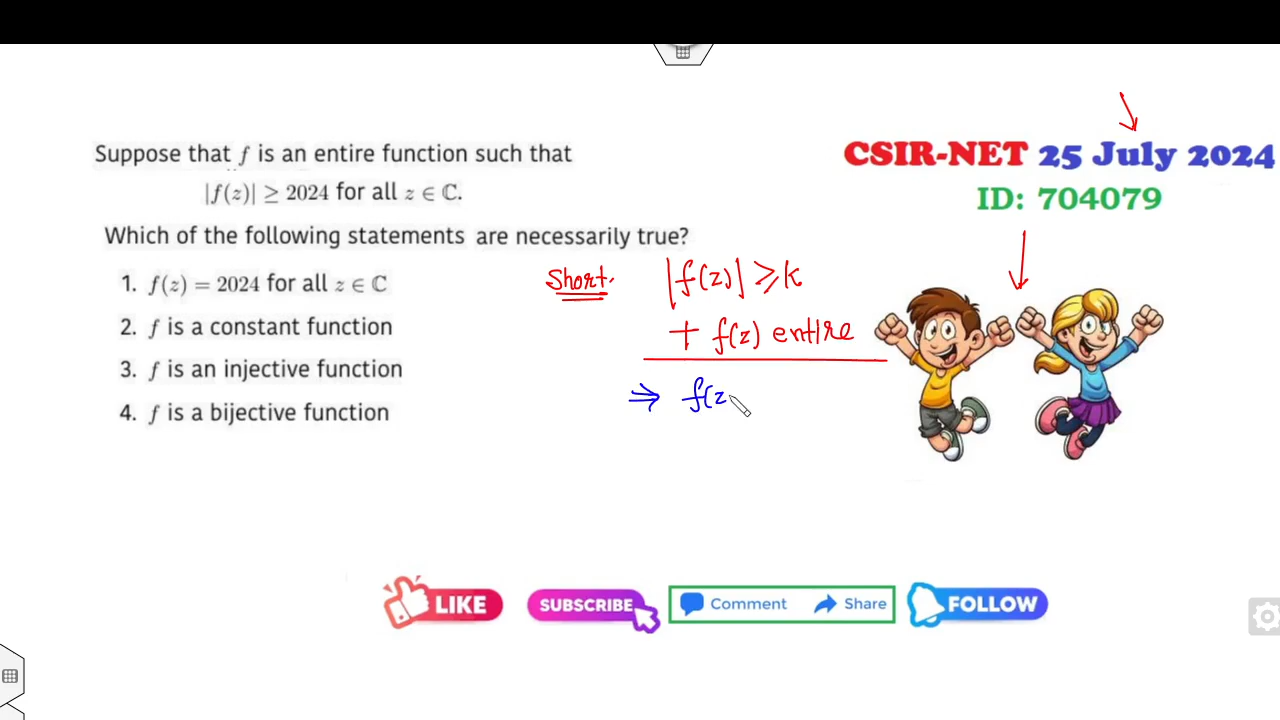 Suppose that f is an entire function such that
|f(z)| ≥ 2024 for all z ∈ ℂ.
Which of the following statements are necessarily true?
1. f(z) = 2024 for all z ∈ ℂ
2. f is a constant function
3. f is an injective function
4. f is a bijective function
Short.
|f(z)| ≥ k
+ f(z) entire
⇒ f(z
CSIR-NET 25 July 2024
ID: 704079
LIKE
SUBSCRIBE
Comment
Share
FOLLOW